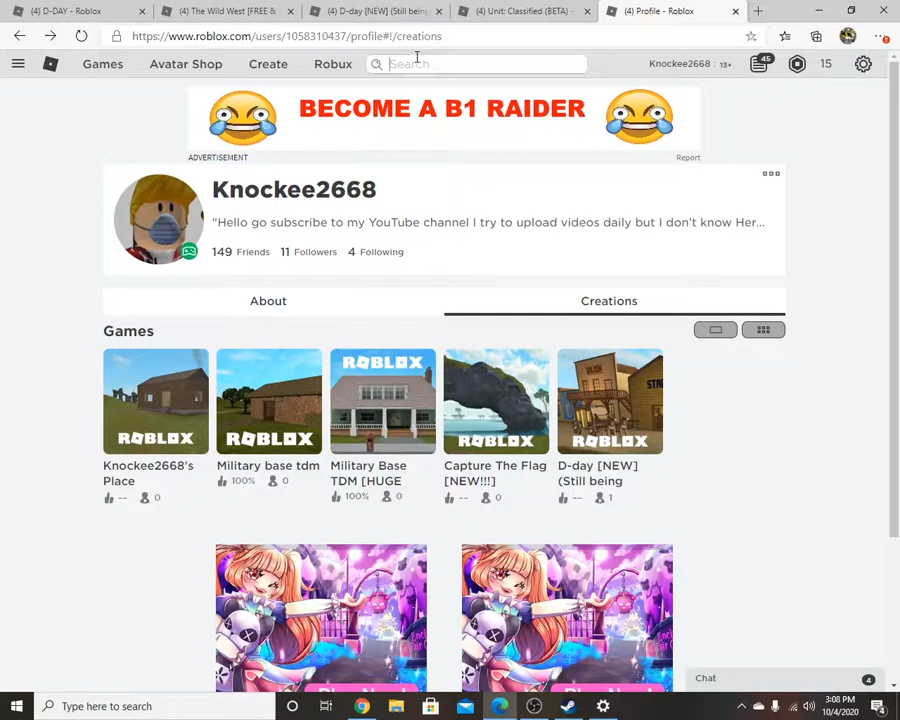 (4) D-DAY - Roblox
(4) The Wild West [FREE &
(4) D-day [NEW] (Still being
(4) Unit: Classified (BETA) -
(4) Profile - Roblox
https://www.roblox.com/users/1058310437/profile#!/creations
Games
Avatar Shop
Create
Robux
Search
Knockee2668 : 13+
45
15
BECOME A B1 RAIDER
ADVERTISEMENT
Report
Knockee2668
"Hello go subscribe to my YouTube channel I try to upload videos daily but I don't know Her...
149 Friends
11 Followers
4 Following
About
Creations
Games
ROBLOX
ROBLOX
ROBLOX
ROBLOX
ROBLOX
Knockee2668's
Place
-- 0
Military base tdm
100% 0
Military Base
TDM [HUGE
100% 0
Capture The Flag
[NEW!!!]
-- 0
D-day [NEW]
(Still being
-- 1
Chat
4
Type here to search
3:08 PM
10/4/2020
4